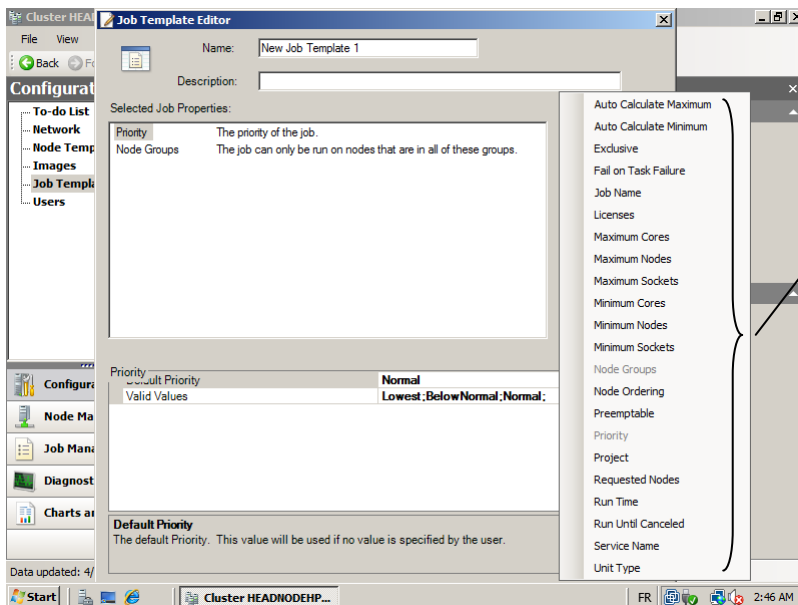 Cluster HEA
Job Template Editor
File View
Back
Name: New Job Template 1
Description:
Configurat
To-do List
Network
Node Temp
Images
Job Templa
Users
Selected Job Properties:
Priority The priority of the job.
Node Groups The job can only be run on nodes that are in all of these groups.
Auto Calculate Maximum
Auto Calculate Minimum
Exclusive
Fail on Task Failure
Job Name
Licenses
Maximum Cores
Maximum Nodes
Maximum Sockets
Minimum Cores
Minimum Nodes
Minimum Sockets
Node Groups
Node Ordering
Preemptable
Priority
Project
Requested Nodes
Run Time
Run Until Canceled
Service Name
Unit Type
Priority
Default Priority Normal
Valid Values Lowest;BelowNormal;Normal;
Configura
Node Ma
Job Mana
Diagnost
Charts an
Default Priority
The default Priority. This value will be used if no value is specified by the user.
Data updated: 4/
Start Cluster HEADNODEHP... FR 2:46 AM